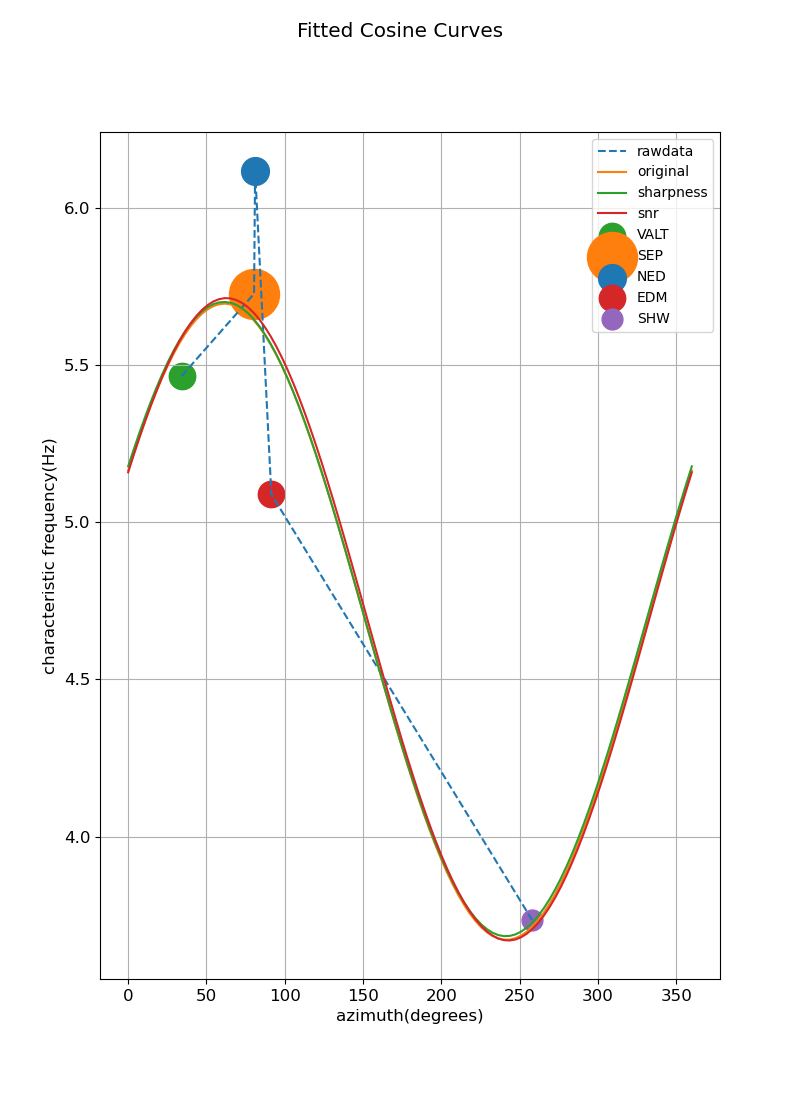 Fitted Cosine Curves
rawdata
original
sharpness
snr
VALT
SEP
NED
EDM
SHW
characteristic frequency(Hz)
6.0
5.5
5.0
4.5
4.0
0 50 100 150 200 250 300 350
azimuth(degrees)